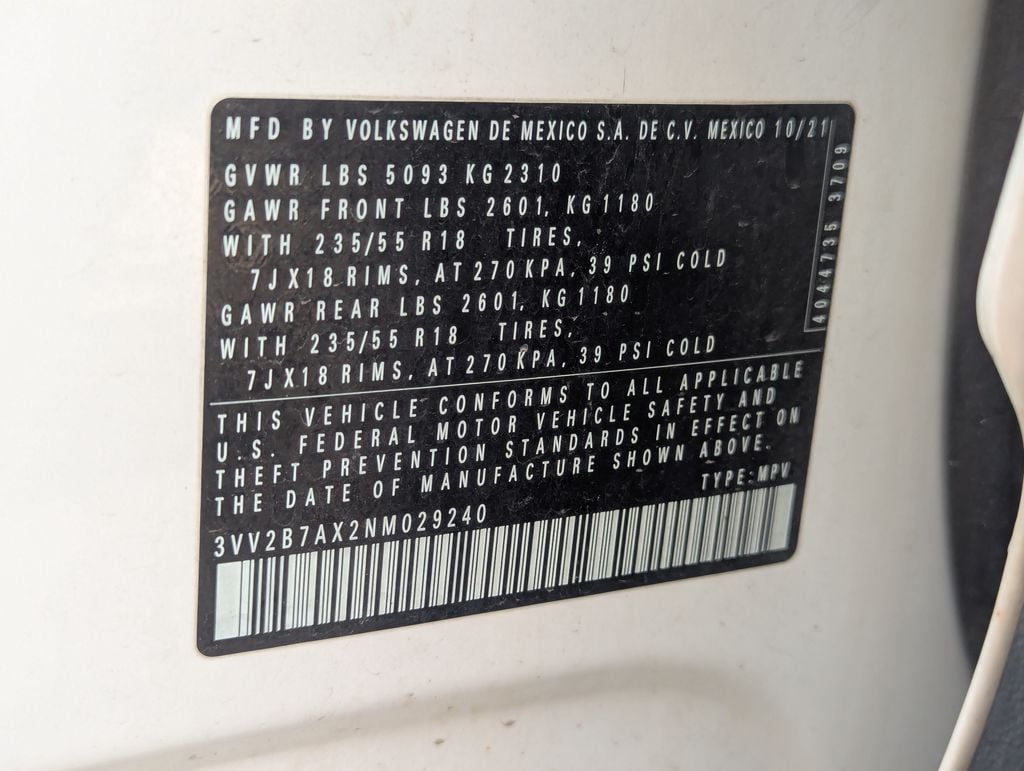 MFD BY VOLKSWAGEN DE MEXICO S.A. DE C.V. MEXICO 10/21
GVWR LBS 5093 KG 2310
GAWR FRONT LBS 2601, KG 1180
WITH 235/55 R18 TIRES,
7JX18 RIMS, AT 270 KPA, 39 PSI COLD
GAWR REAR LBS 2601, KG 1180
WITH 235/55 R18 TIRES,
7JX18 RIMS, AT 270 KPA, 39 PSI COLD
4044735 3709
THIS VEHICLE CONFORMS TO ALL APPLICABLE
U.S. FEDERAL MOTOR VEHICLE SAFETY AND
THEFT PREVENTION STANDARDS IN EFFECT ON
THE DATE OF MANUFACTURE SHOWN ABOVE.
TYPE:MPV
3VV2B7AX2NM029240